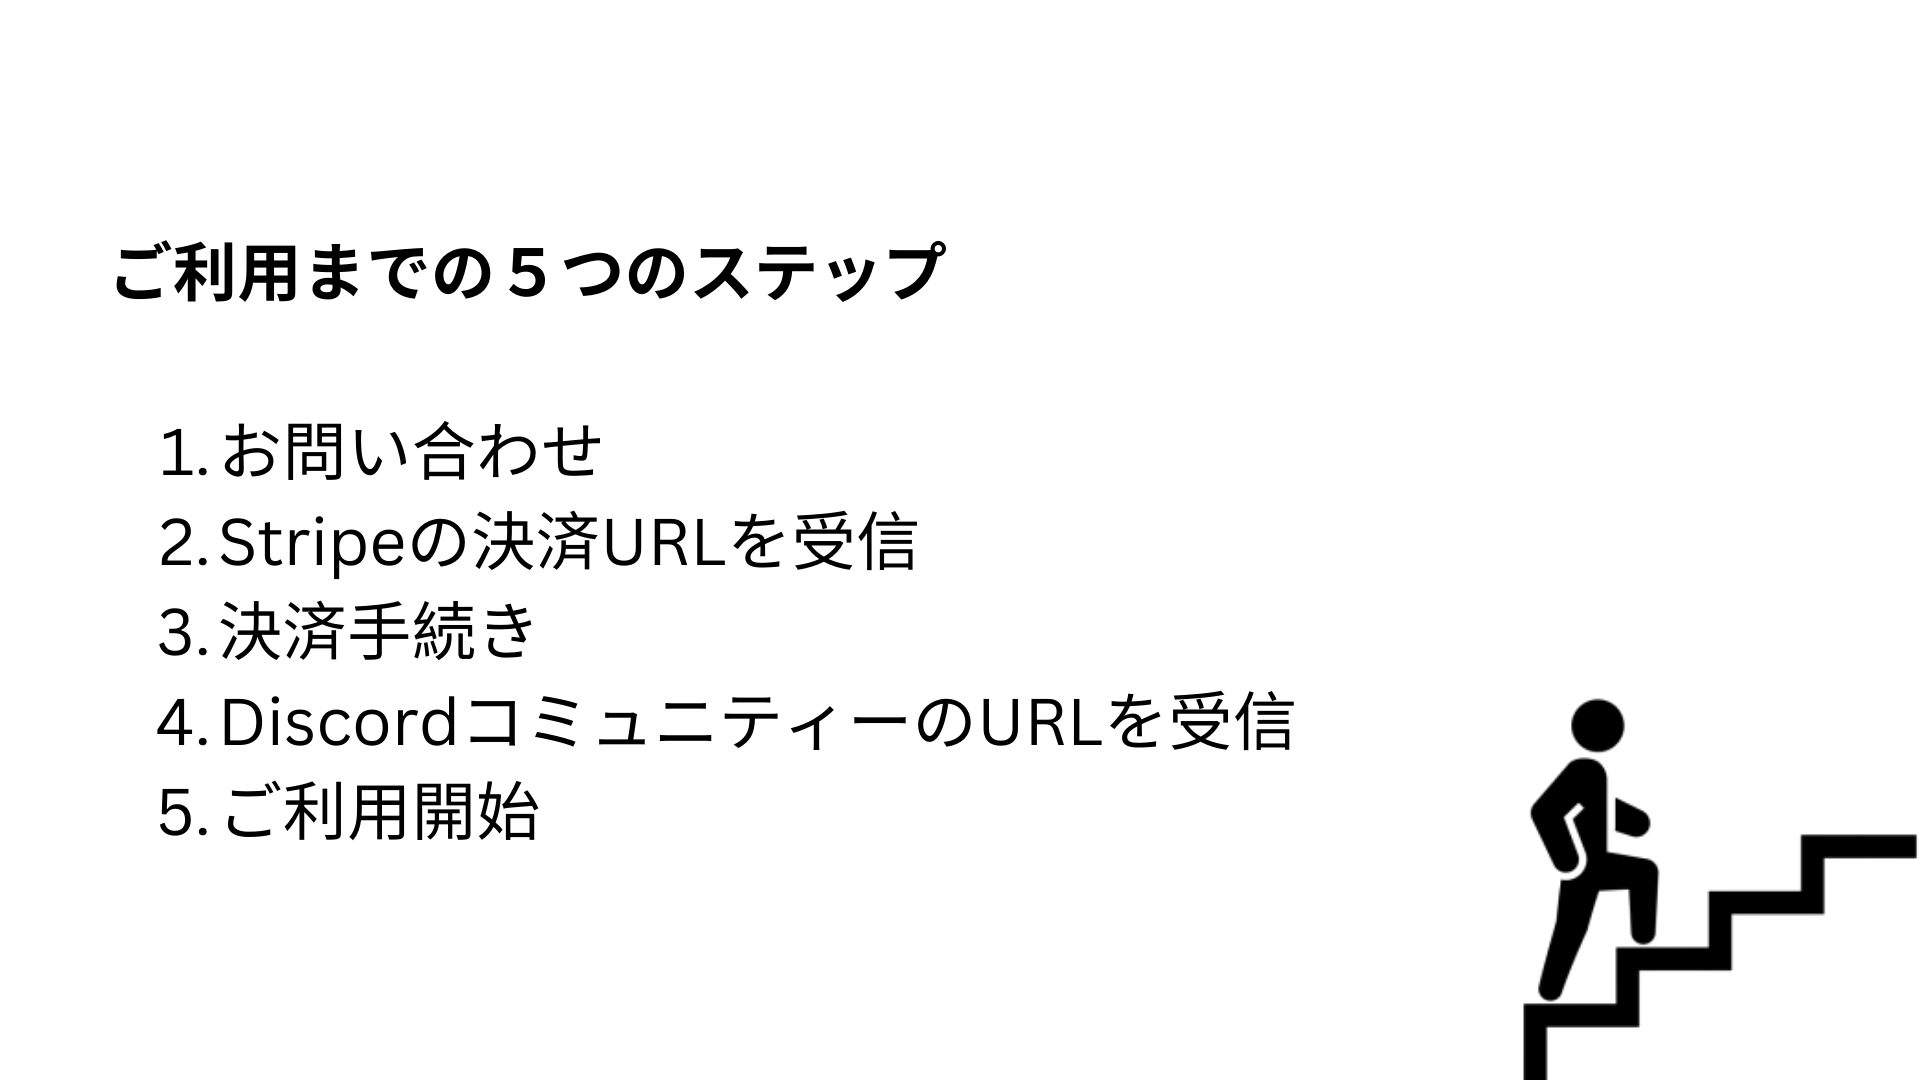 ご利用までの５つのステップ
1. お問い合わせ
2. Stripeの決済URLを受信
3. 決済手続き
4. DiscordコミュニティーのURLを受信
5. ご利用開始